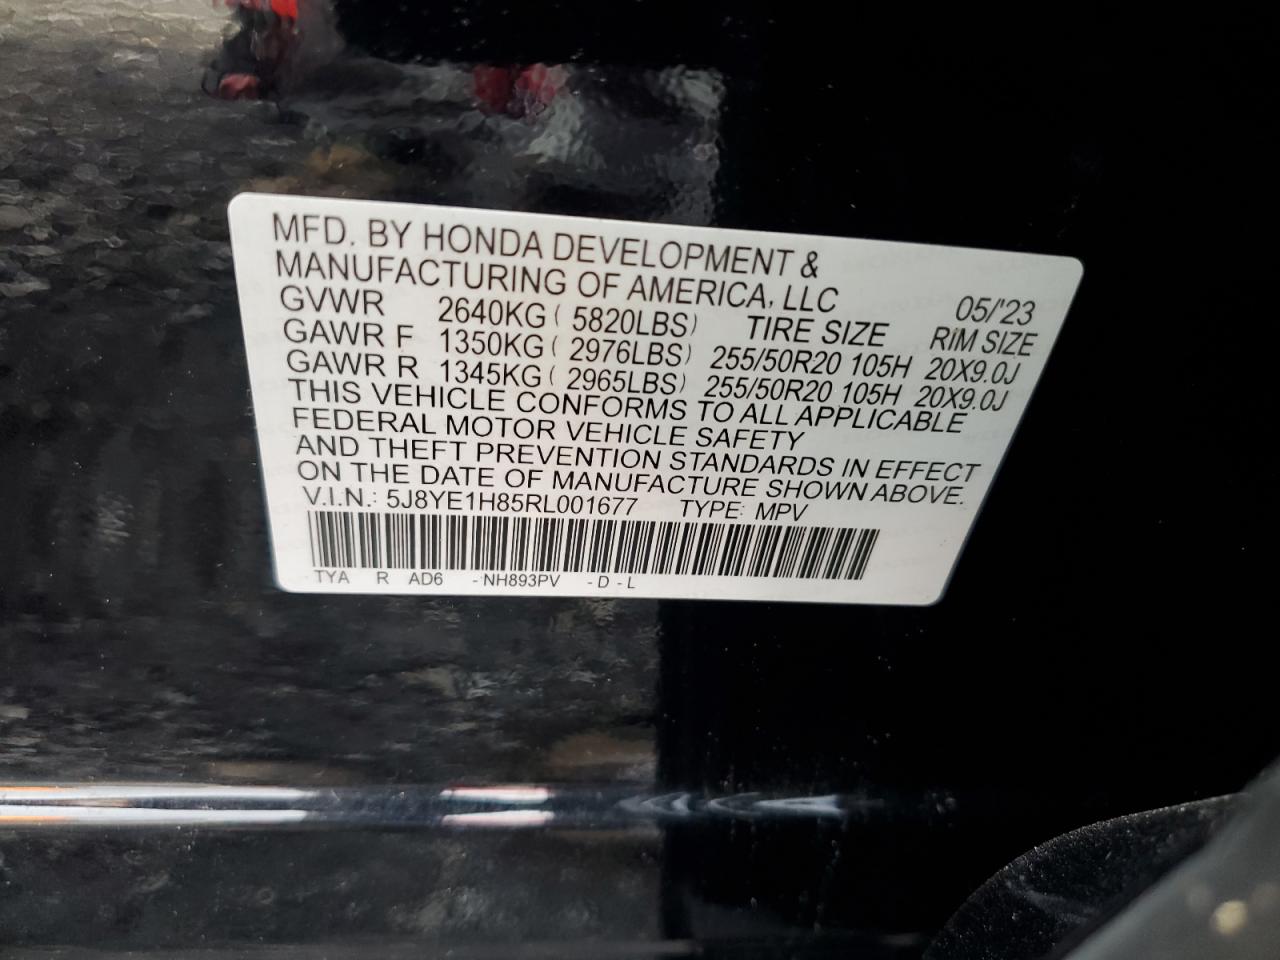 MFD. BY HONDA DEVELOPMENT &
MANUFACTURING OF AMERICA, LLC 05/'23
GVWR 2640KG ( 5820LBS) TIRE SIZE RIM SIZE
GAWR F 1350KG ( 2976LBS) 255/50R20 105H 20X9.0J
GAWR R 1345KG ( 2965LBS) 255/50R20 105H 20X9.0J
THIS VEHICLE CONFORMS TO ALL APPLICABLE
FEDERAL MOTOR VEHICLE SAFETY
AND THEFT PREVENTION STANDARDS IN EFFECT
ON THE DATE OF MANUFACTURE SHOWN ABOVE.
V.I.N.: 5J8YE1H85RL001677 TYPE: MPV
TYA R AD6 - NH893PV - D - L